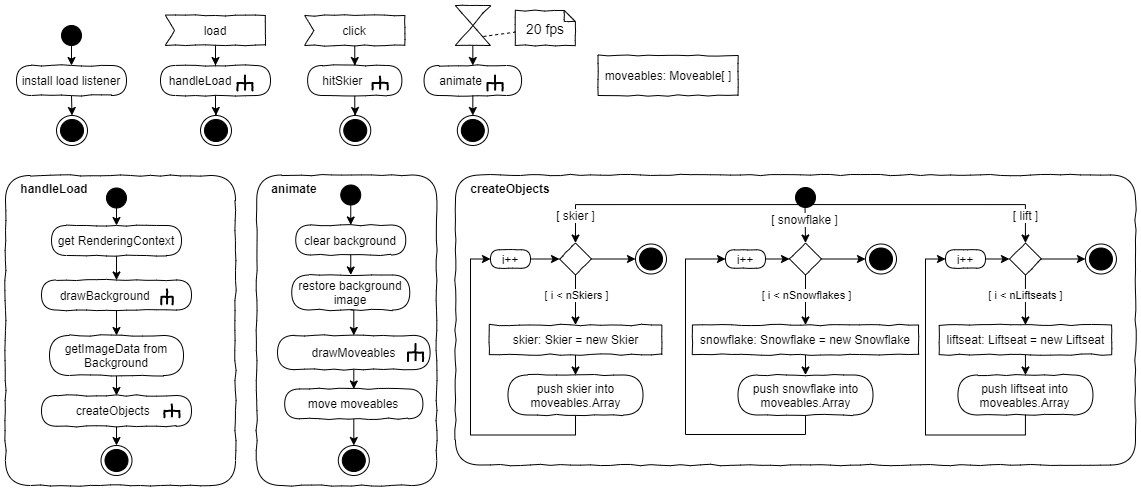 load
click
20 fps
install load listener
handleLoad
hitSkier
animate
moveables: Moveable[ ]
handleLoad
get RenderingContext
drawBackground
getImageData from
Background
createObjects
animate
clear background
restore background
image
drawMoveables
move moveables
createObjects
[ skier ]
[ snowflake ]
[ lift ]
i++
i++
i++
[ i < nSkiers ]
[ i < nSnowflakes ]
[ i < nLiftseats ]
skier: Skier = new Skier
snowflake: Snowflake = new Snowflake
liftseat: Liftseat = new Liftseat
push skier into
moveables.Array
push snowflake into
moveables.Array
push liftseat into
moveables.Array